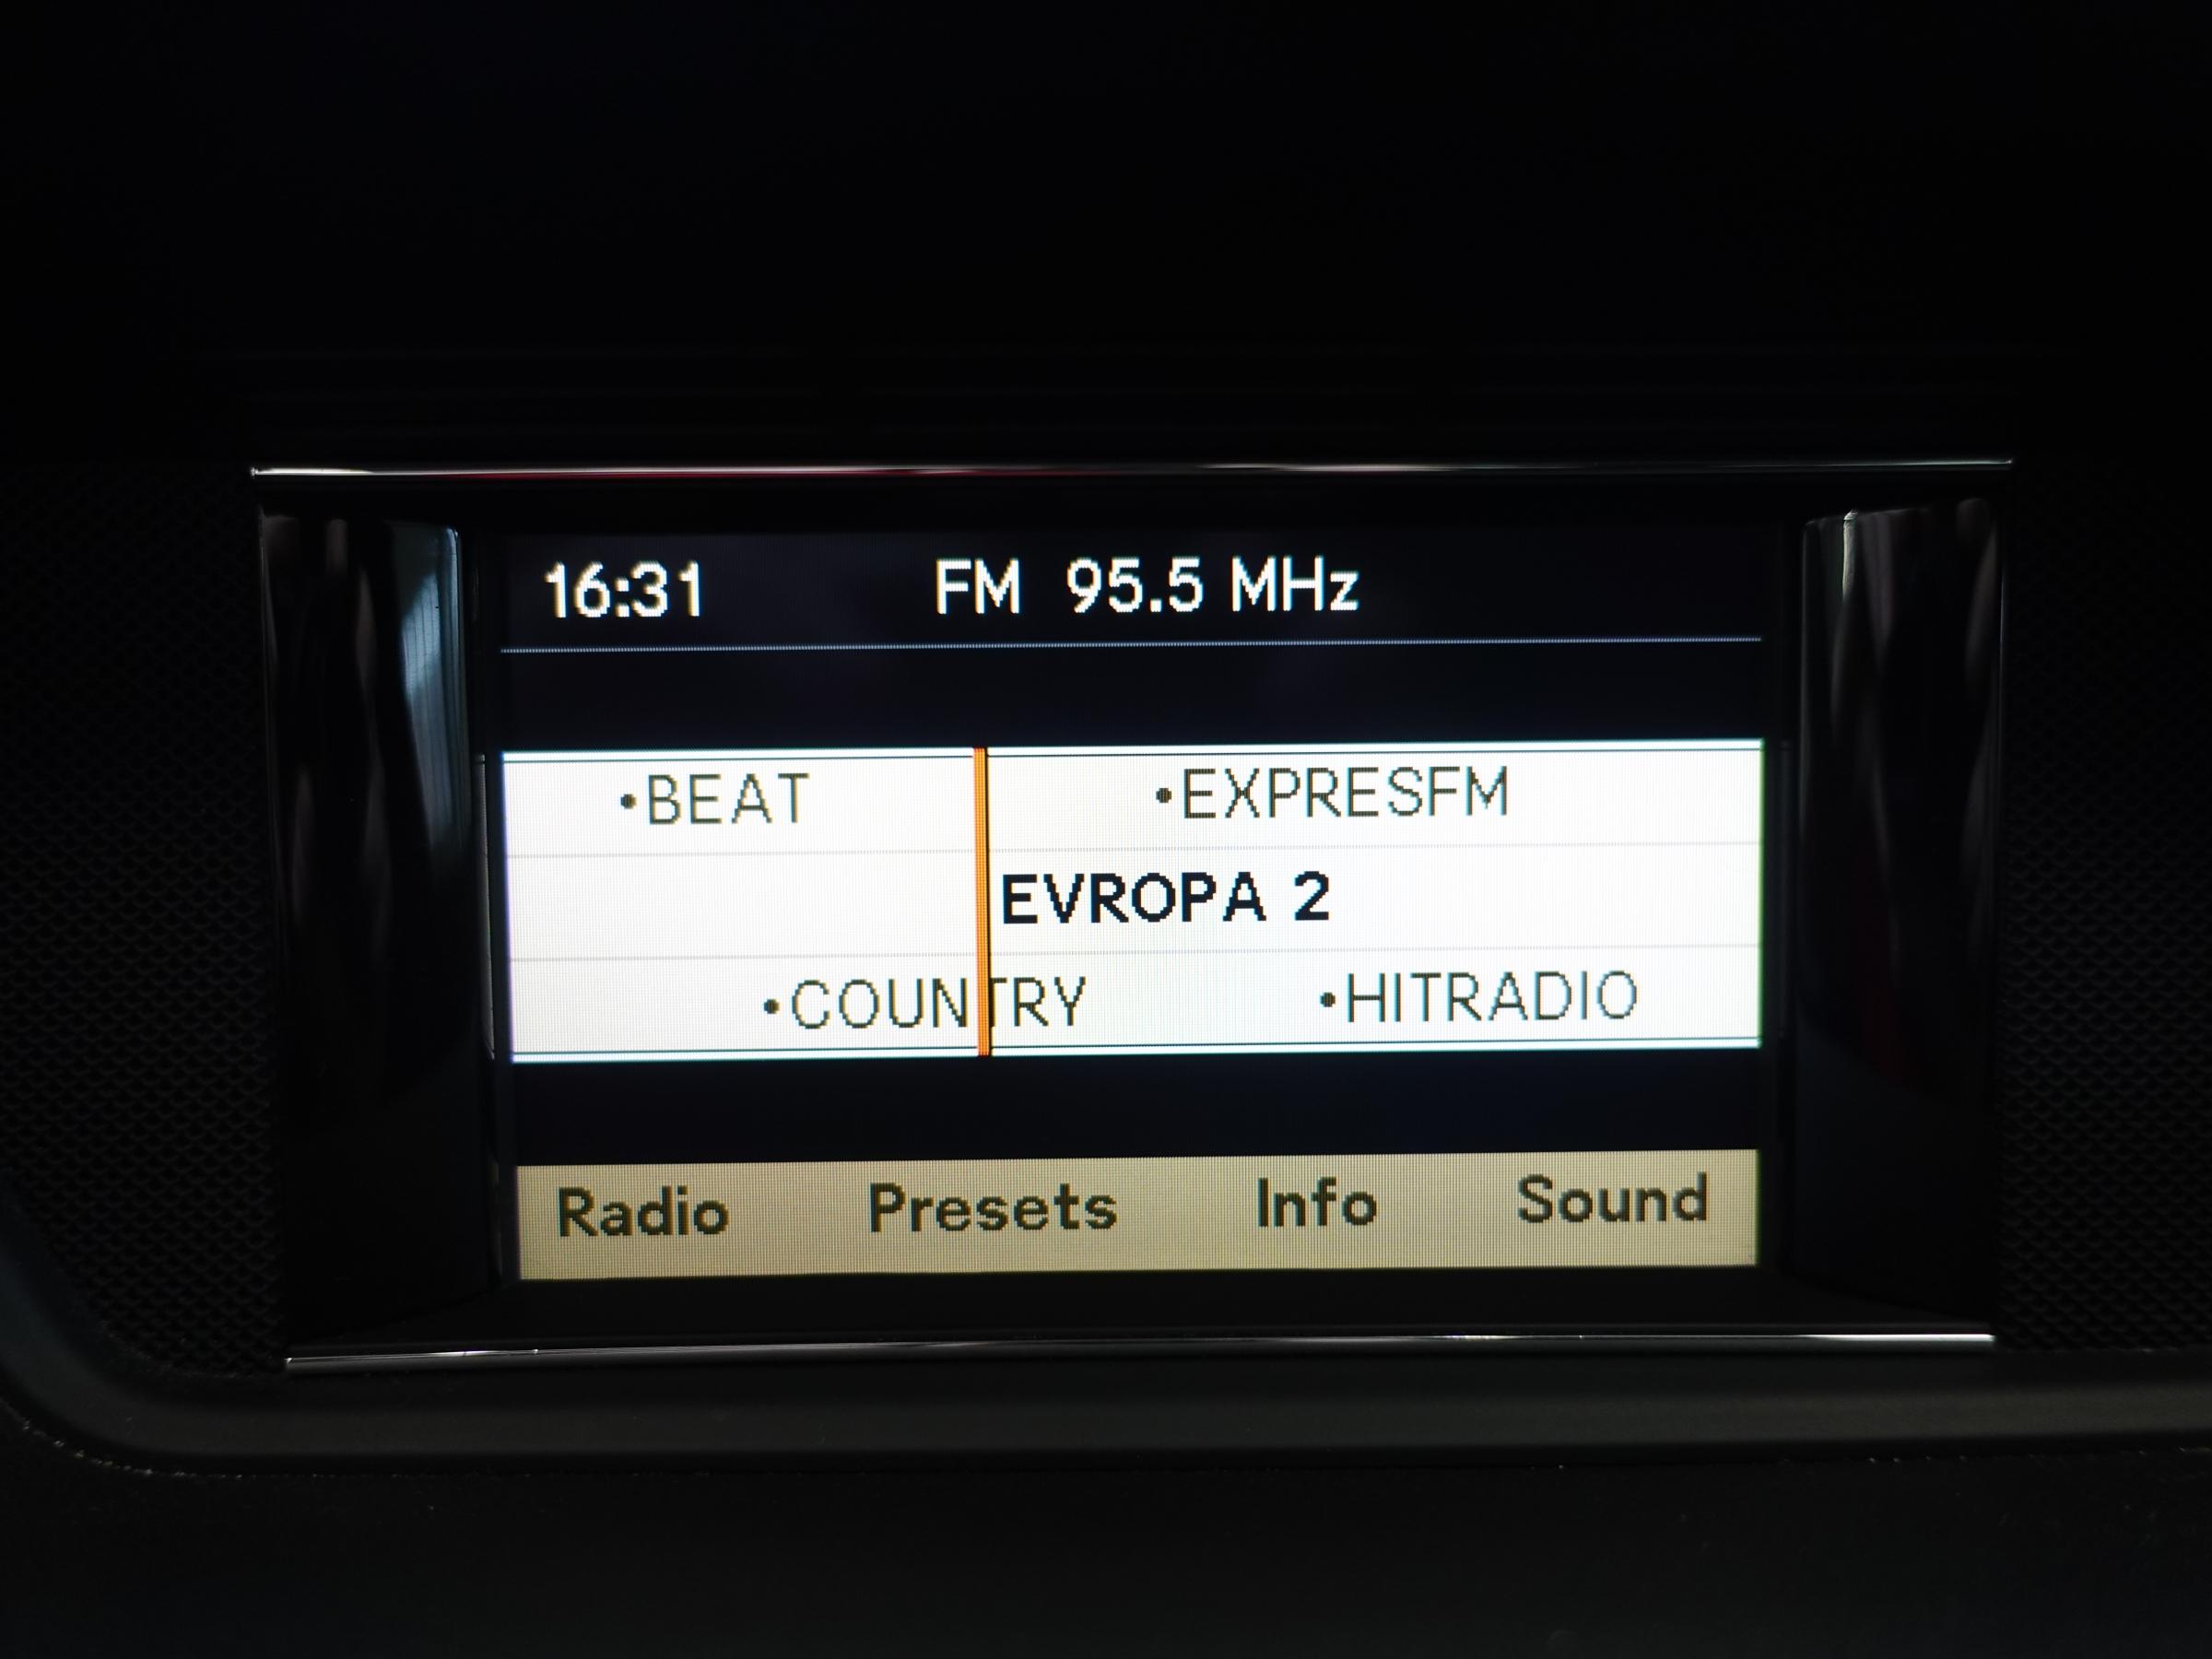 16:31 FM 95.5 MHz
•BEAT •EXPRESFM
EVROPA 2
•COUNTRY •HITRADIO
Radio Presets Info Sound